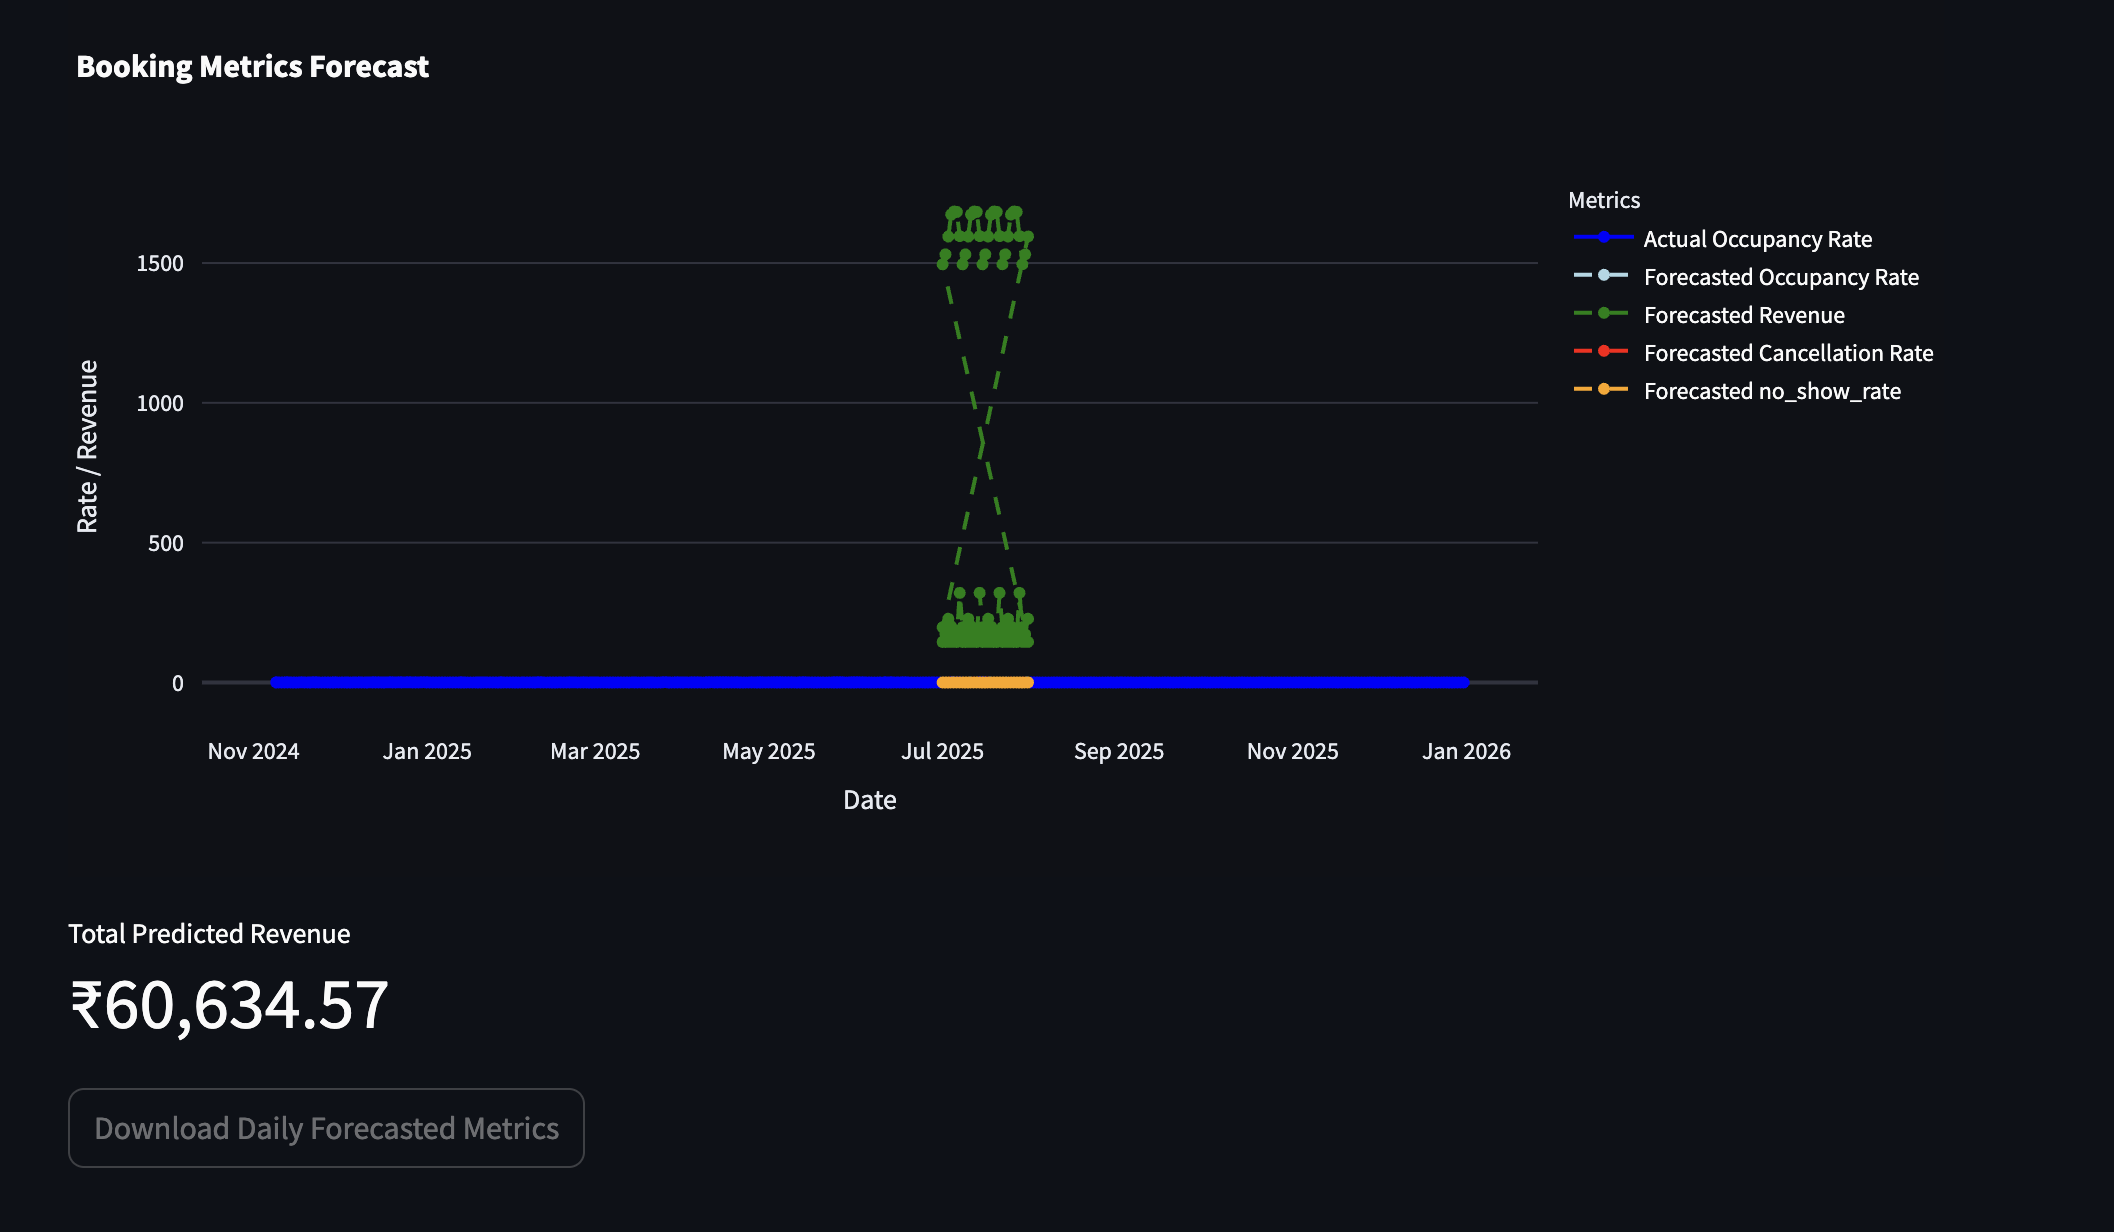 Booking Metrics Forecast
Metrics
Actual Occupancy Rate
Forecasted Occupancy Rate
Forecasted Revenue
Forecasted Cancellation Rate
Forecasted no_show_rate
Rate / Revenue
1500
1000
500
0
Nov 2024
Jan 2025
Mar 2025
May 2025
Jul 2025
Sep 2025
Nov 2025
Jan 2026
Date
Total Predicted Revenue
₹60,634.57
Download Daily Forecasted Metrics